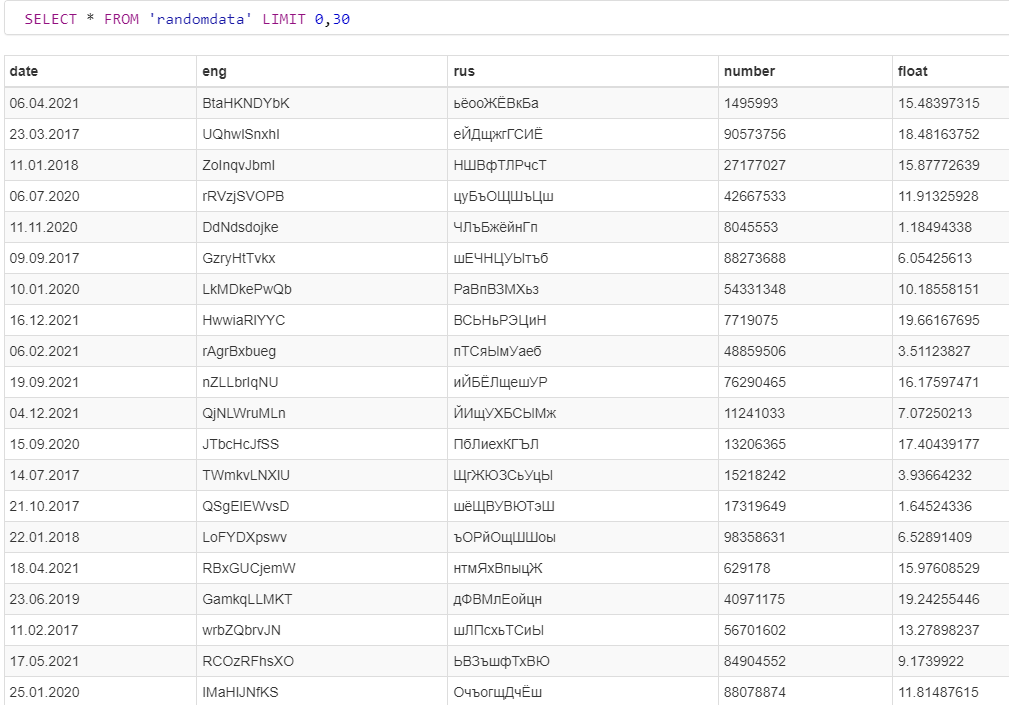 SELECT * FROM 'randomdata' LIMIT 0,30
date eng rus number float
06.04.2021 BtaHKNDYbK ьёооЖЁВкБа 1495993 15.48397315
23.03.2017 UQhwISnxhI еЙДщжгГСИЁ 90573756 18.48163752
11.01.2018 ZoInqvJbmI НШВфТЛРчсТ 27177027 15.87772639
06.07.2020 rRVzjSVOPB цуБъОЩШъЦш 42667533 11.91325928
11.11.2020 DdNdsdojke ЧЛъБжёйнГп 8045553 1.18494338
09.09.2017 GzryHtTvkx шЕЧНЦУЫтъб 88273688 6.05425613
10.01.2020 LkMDkePwQb РаВпВЗМХьз 54331348 10.18558151
16.12.2021 HwwiaRlYYC ВСЬНьРЭЦиН 7719075 19.66167695
06.02.2021 rAgrBxbueg пТСяЫмУаеб 48859506 3.51123827
19.09.2021 nZLLbrIqNU иЙБЁЛщешУР 76290465 16.17597471
04.12.2021 QjNLWruMLn ЙИщУХБСЫМж 11241033 7.07250213
15.09.2020 JTbcHcJfSS ПбЛиехКГЪЛ 13206365 17.40439177
14.07.2017 TWmkvLNXIU ЩгЖЮЗСьУцЫ 15218242 3.93664232
21.10.2017 QSgElEWvsD шёЩВУВЮТэШ 17319649 1.64524336
22.01.2018 LoFYDXpswv ъОРйОщШШоы 98358631 6.52891409
18.04.2021 RBxGUCjemW нтмЯхВпыцЖ 629178 15.97608529
23.06.2019 GamkqLLMKT дФВМлЕойцн 40971175 19.24255446
11.02.2017 wrbZQbrvJN шЛПсхьТСиЫ 56701602 13.27898237
17.05.2021 RCOzRFhsXO ЬВЗъшфТхВЮ 84904552 9.1739922
25.01.2020 IMaHIJNfKS ОчъогщДчЁш 88078874 11.81487615